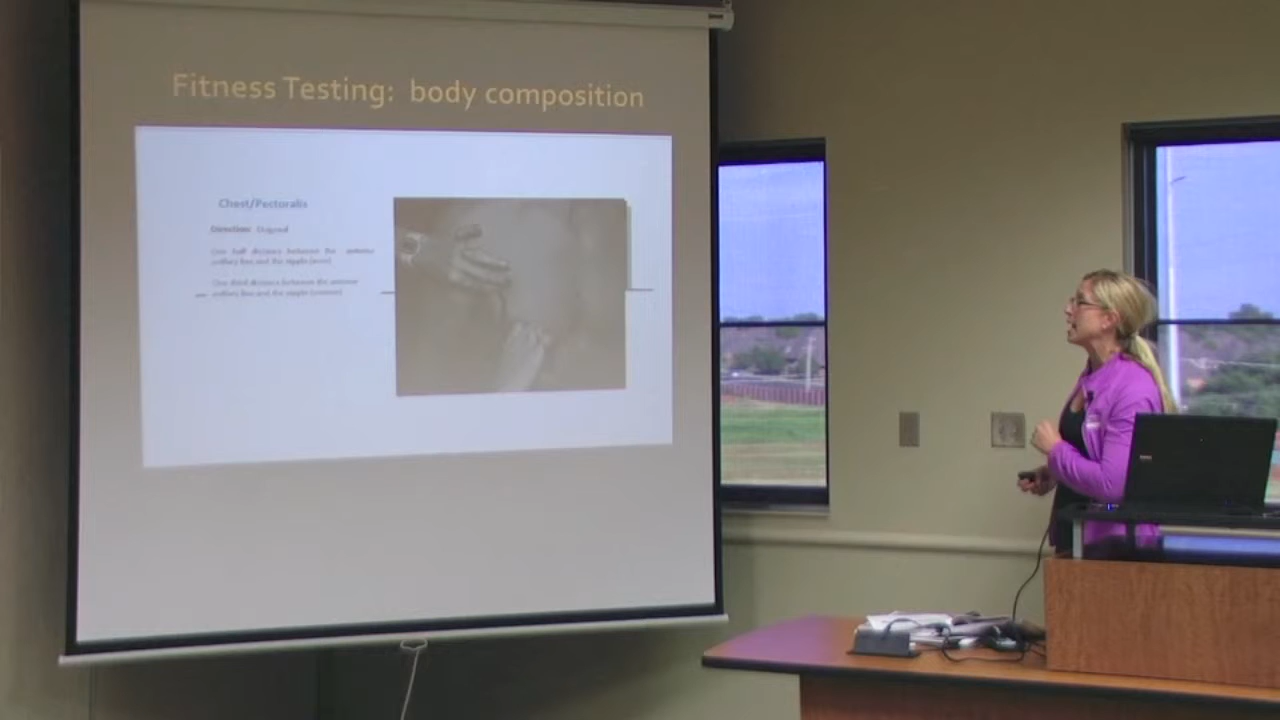 Fitness Testing: body composition
Chest/Pectoralis
Direction: Diagonal
One half distance between the anterior
axillary line and the nipple (men)
One third distance between the anterior
axillary line and the nipple (women)